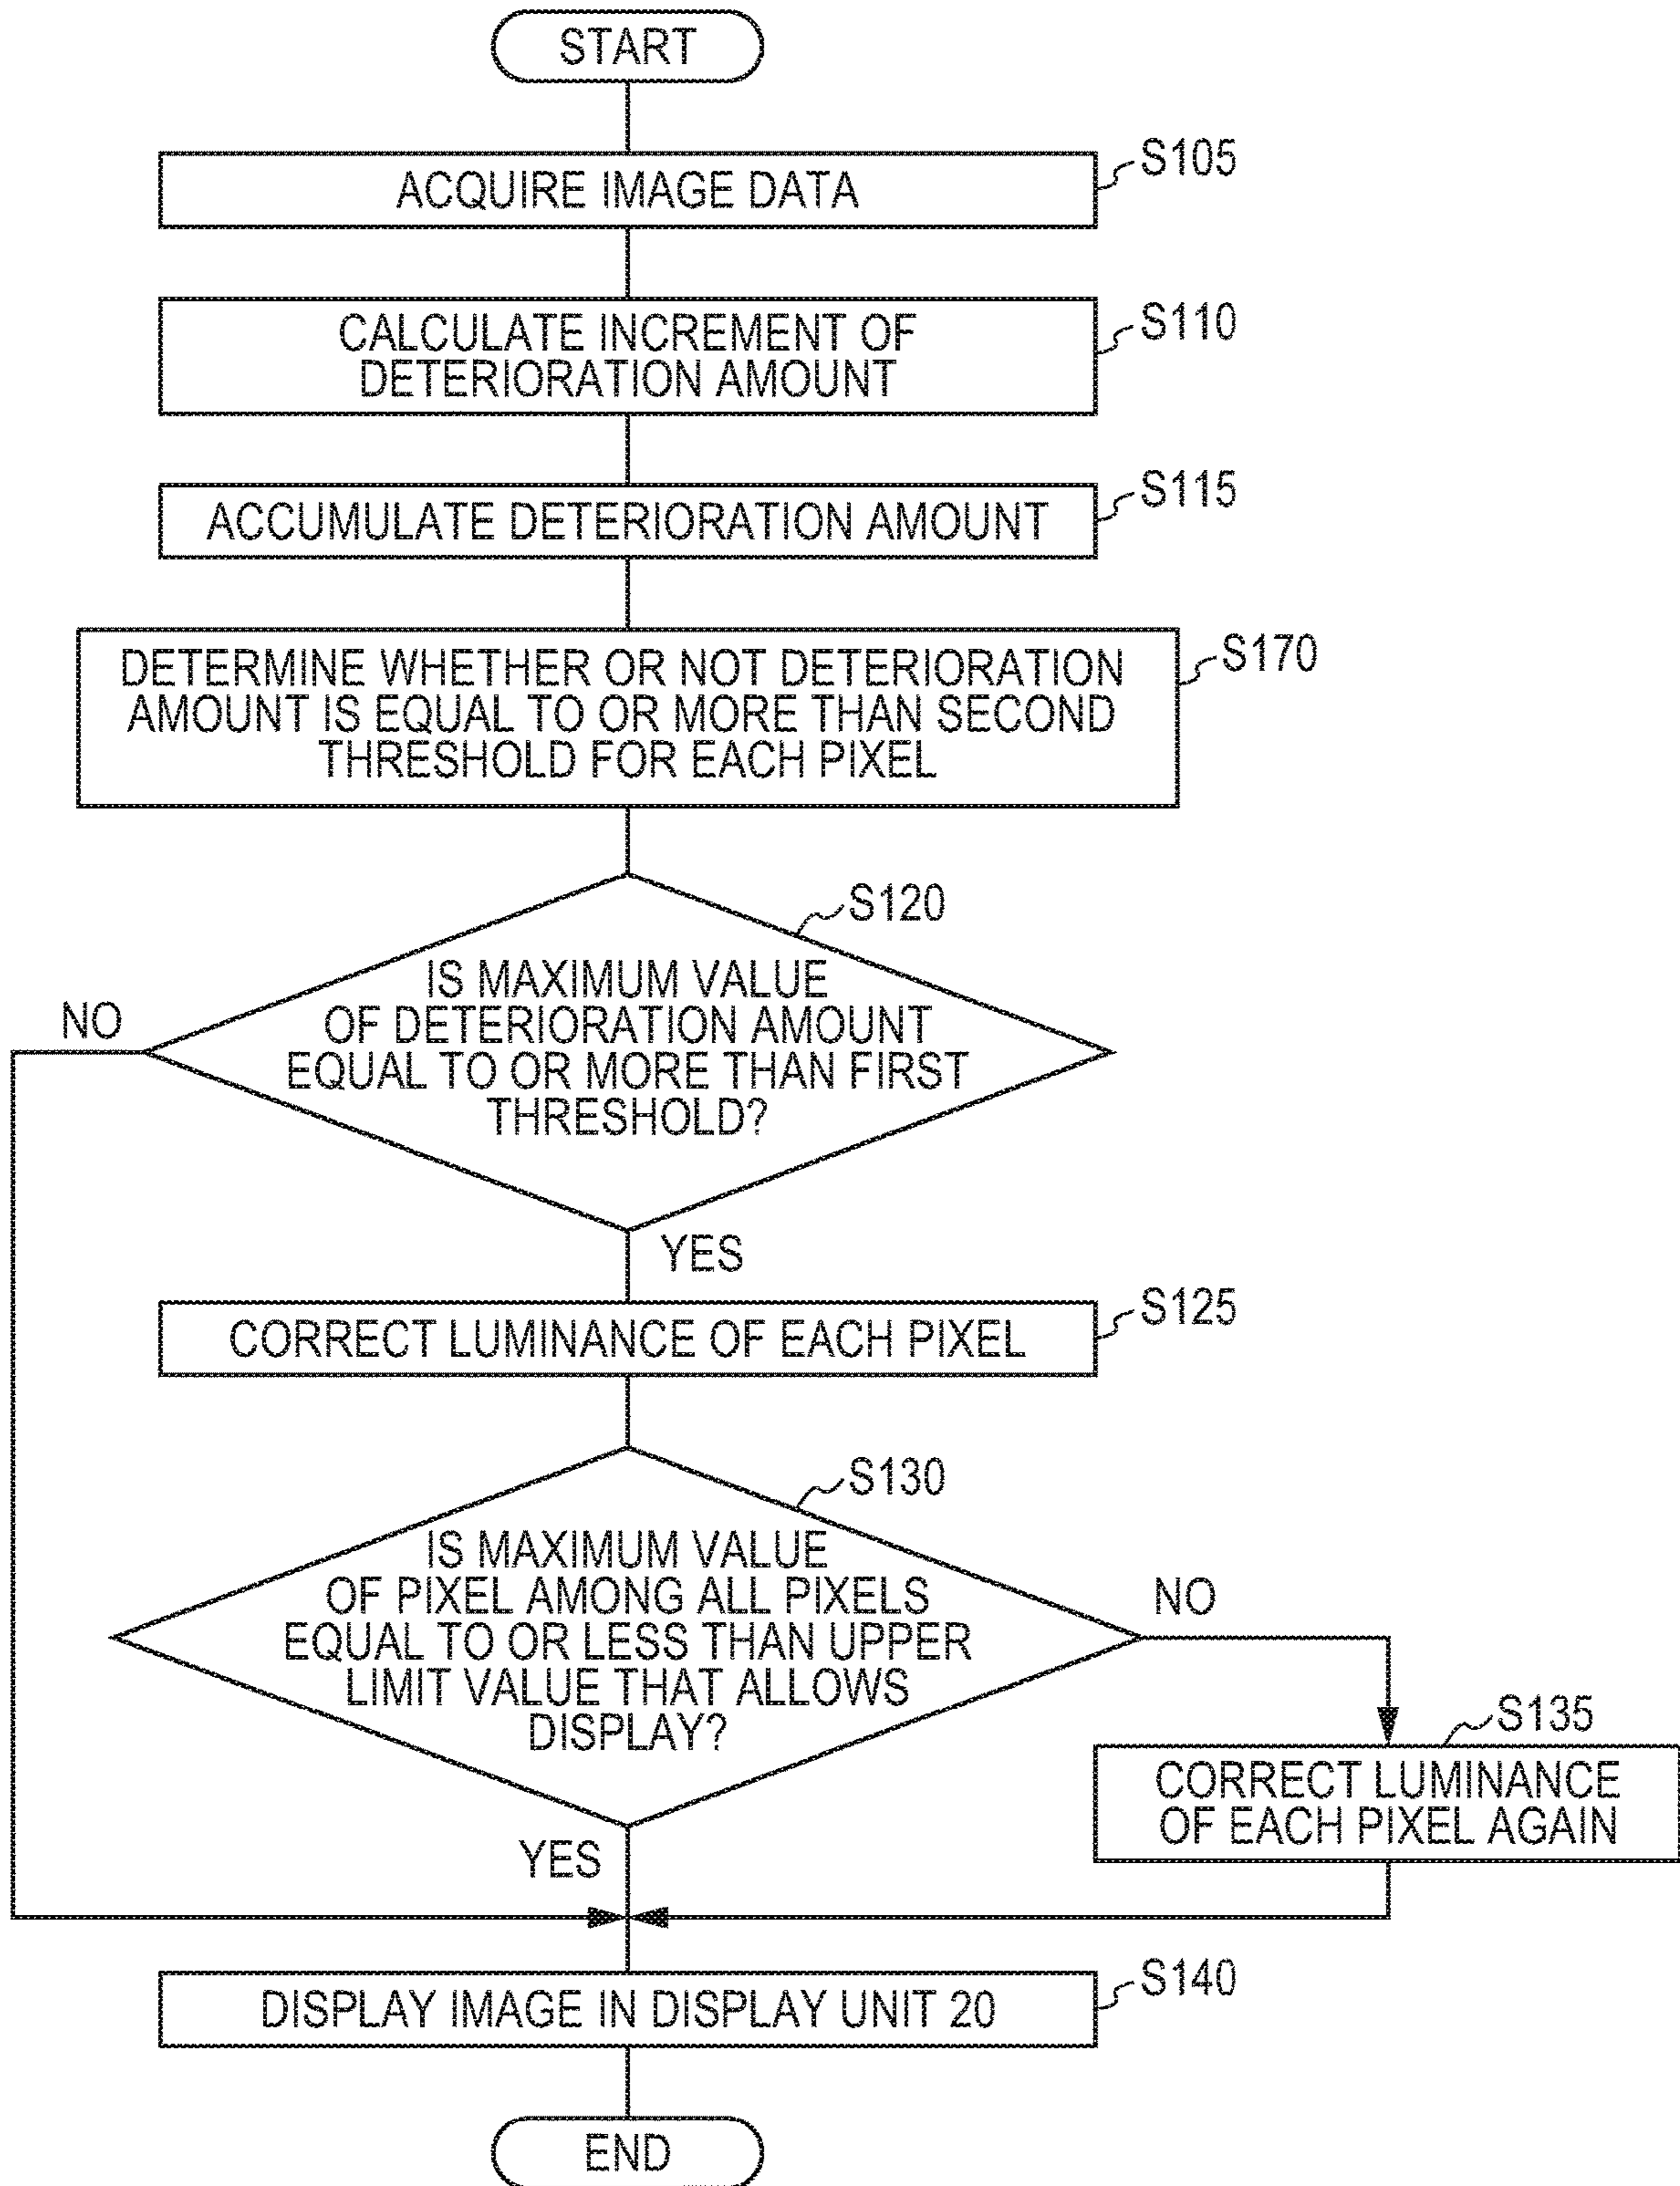 START
S105
ACQUIRE IMAGE DATA
S110
CALCULATE INCREMENT OF
DETERIORATION AMOUNT
S115
ACCUMULATE DETERIORATION AMOUNT
S170
DETERMINE WHETHER OR NOT DETERIORATION
AMOUNT IS EQUAL TO OR MORE THAN SECOND
THRESHOLD FOR EACH PIXEL
S120
IS MAXIMUM VALUE
OF DETERIORATION AMOUNT
EQUAL TO OR MORE THAN FIRST
THRESHOLD?
NO
YES
S125
CORRECT LUMINANCE OF EACH PIXEL
S130
IS MAXIMUM VALUE
OF PIXEL AMONG ALL PIXELS
EQUAL TO OR LESS THAN UPPER
LIMIT VALUE THAT ALLOWS
DISPLAY?
NO
S135
CORRECT LUMINANCE
OF EACH PIXEL AGAIN
YES
S140
DISPLAY IMAGE IN DISPLAY UNIT 20
END